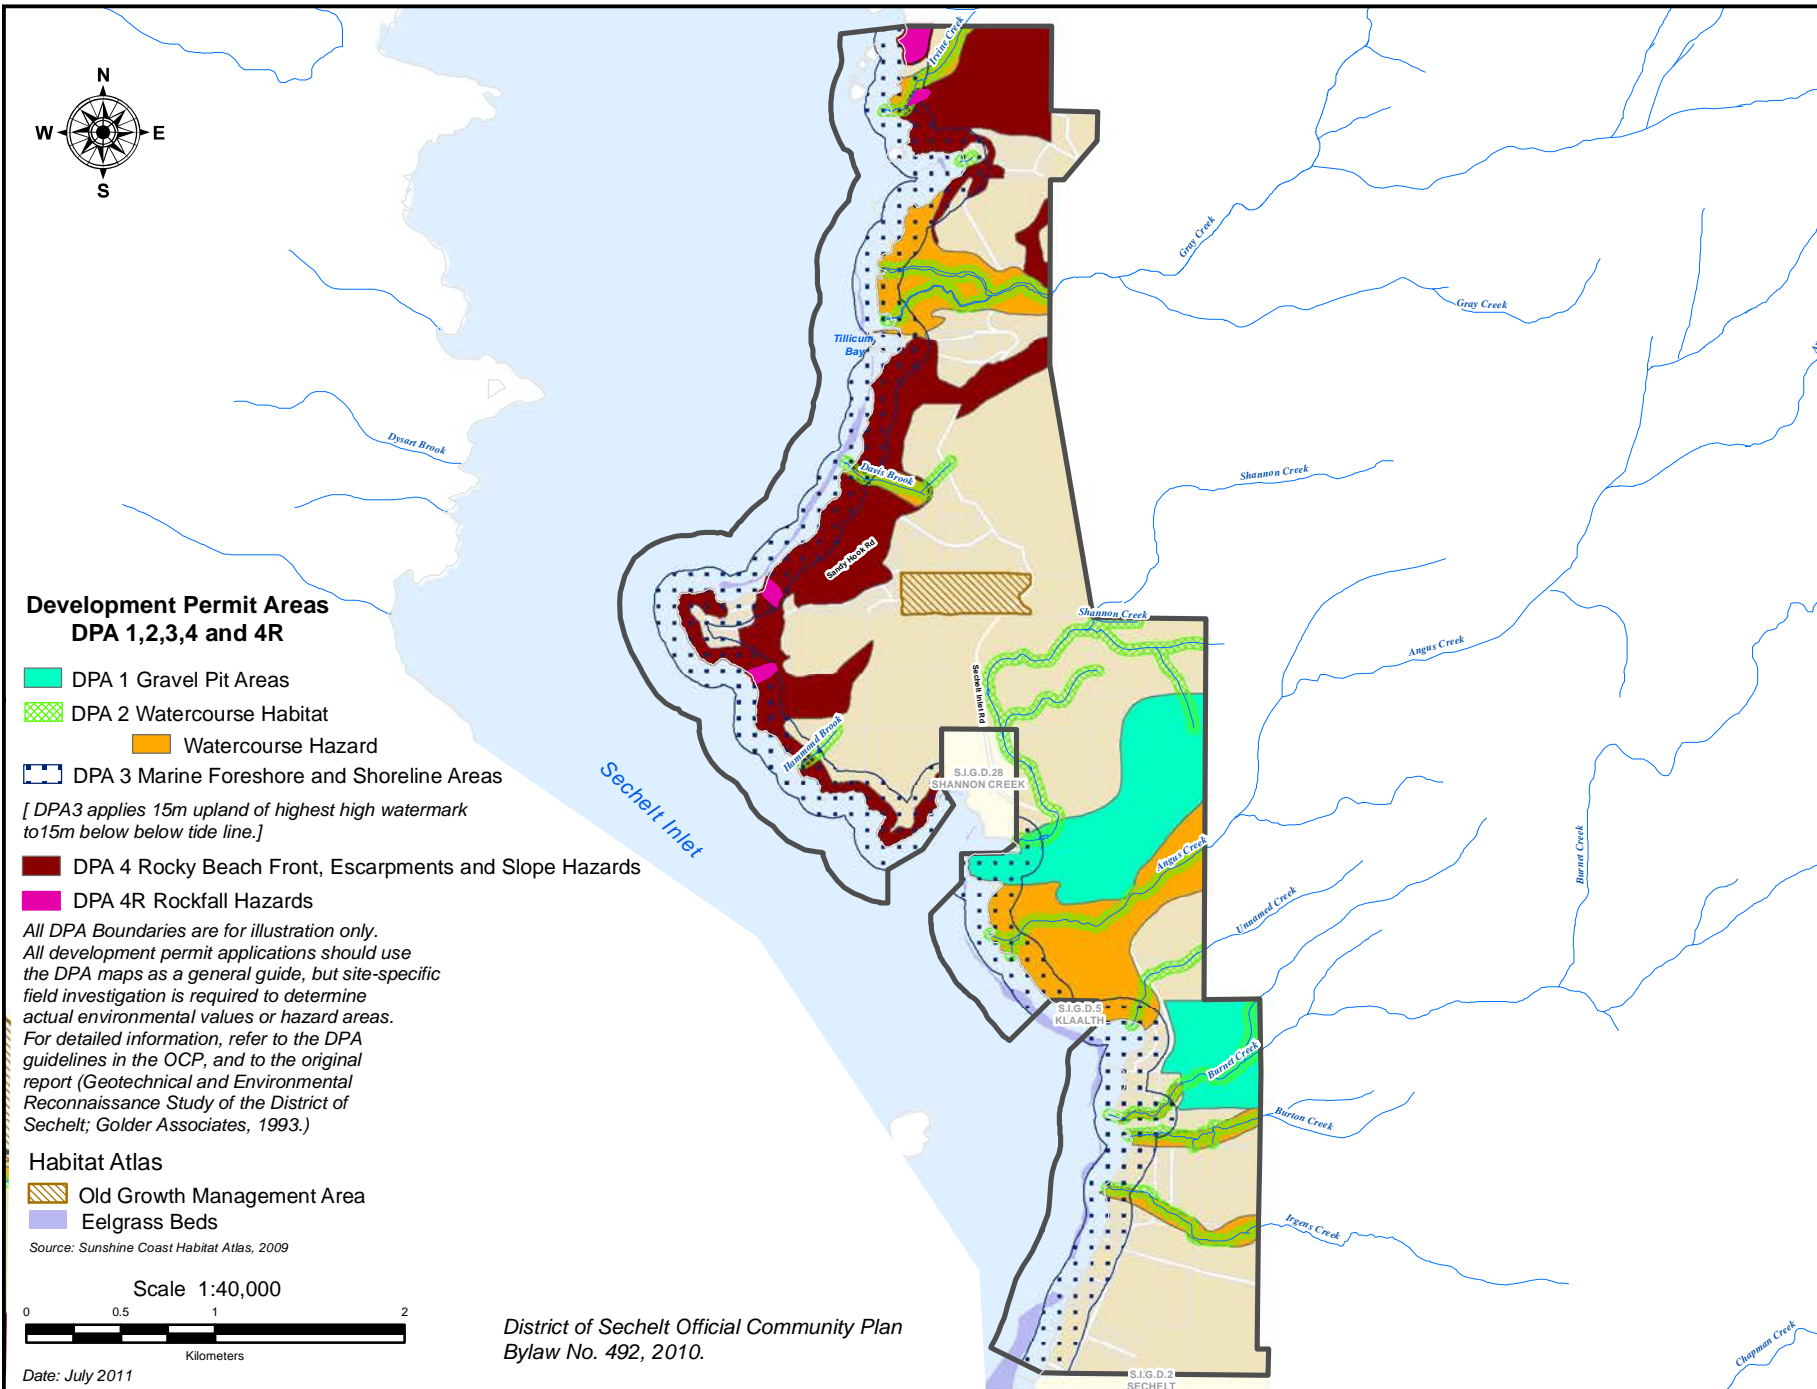 N
W
E
S
Irvine Creek
Gray Creek
Gray Creek
Tillicum
Bay
Dysart Brook
Davis Brook
Shannon Creek
Sandy Hook Rd
Development Permit Areas
DPA 1,2,3,4 and 4R
Shannon Creek
Angus Creek
Sechelt Inlet Rd
DPA 1 Gravel Pit Areas
DPA 2 Watercourse Habitat
Watercourse Hazard
DPA 3 Marine Foreshore and Shoreline Areas
[ DPA3 applies 15m upland of highest high watermark
to15m below below tide line.]
DPA 4 Rocky Beach Front, Escarpments and Slope Hazards
DPA 4R Rockfall Hazards
All DPA Boundaries are for illustration only.
All development permit applications should use
the DPA maps as a general guide, but site-specific
field investigation is required to determine
actual environmental values or hazard areas.
For detailed information, refer to the DPA
guidelines in the OCP, and to the original
report (Geotechnical and Environmental
Reconnaissance Study of the District of
Sechelt; Golder Associates, 1993.)
Hammond Brook
Sechelt Inlet
S.I.G.D.28
SHANNON CREEK
Angus Creek
Burnet Creek
Unnamed Creek
S.I.G.D.5
KLAALTH
Burnet Creek
Burton Creek
Irgens Creek
Habitat Atlas
Old Growth Management Area
Eelgrass Beds
Source: Sunshine Coast Habitat Atlas, 2009
Scale 1:40,000
0 0.5 1 2
Kilometers
Date: July 2011
District of Sechelt Official Community Plan
Bylaw No. 492, 2010.
Chapman Creek
S.I.G.D.2
SECHELT